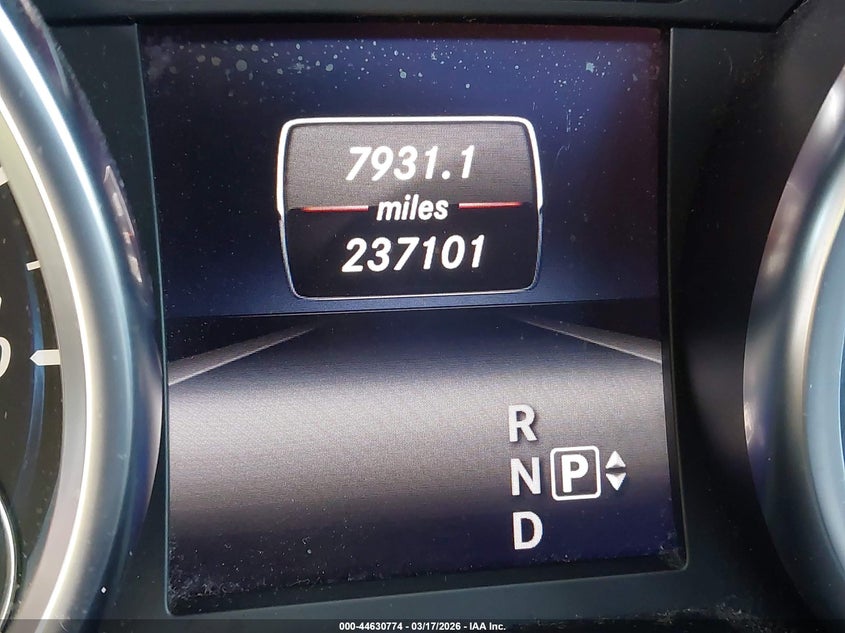 7931.1
miles
237101
R
N P
D
000-44630774 — 03/17/2026 — IAA Inc.